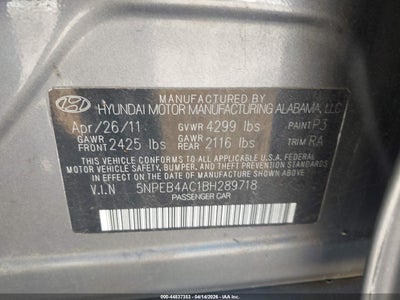 MANUFACTURED BY
HYUNDAI MOTOR MANUFACTURING ALABAMA, LLC
Apr/26/11 GVWR 4299 lbs PAINT P3
GAWR FRONT 2425 lbs GAWR REAR 2116 lbs TRIM RA
THIS VEHICLE CONFORMS TO ALL APPLICABLE FEDERAL
MOTOR VEHICLE SAFETY, BUMPER, AND THEFT PREVENTION
STANDARDS IN EFFECT ON THE DATE OF MANUFACTURE SHOWN ABOVE.
V.I.N 5NPEB4AC1BH289718
PASSENGER CAR
ID: 000-44837353 - 04/14/2026 - IAAI.COM